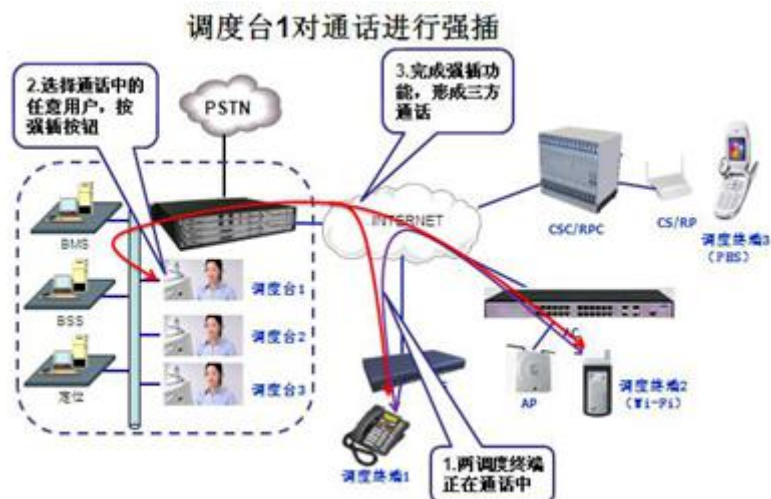 调度台1对通话进行强插
2.选择通话中的
任意用户，按
强插按钮
3.完成强插功
能，形成三方
通话
PSTN
INTERNET
BMS
BSS
定位
调度台1
调度台2
调度台3
CSC/RPC
CS/RP
调度终端3
(PHS)
AC
AP
调度终端2
(Wi-Fi)
调度终端1
1.两调度终端
正在通话中